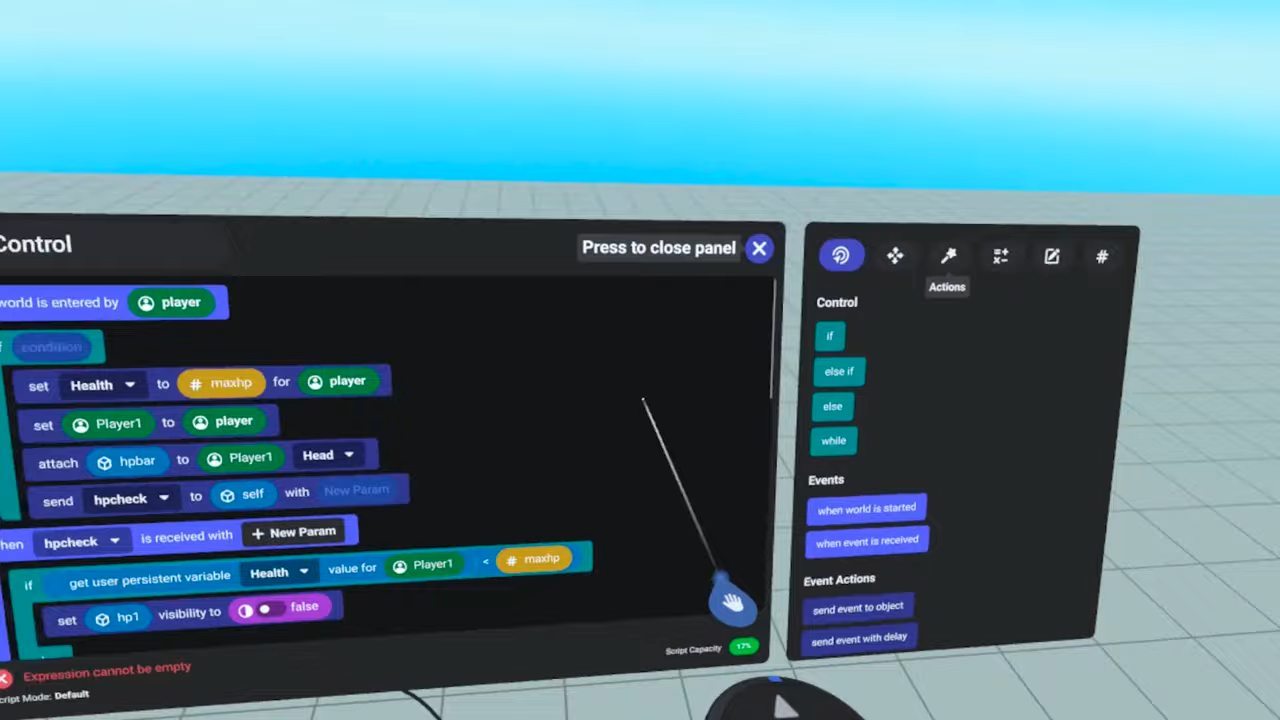 Control
Press to close panel
world is entered by player
condition
set Health to # maxhp for player
set Player1 to player
attach hpbar to Player1 Head
send hpcheck to self with New Param
hen hpcheck is received with + New Param
if get user persistent variable Health value for Player1 < # maxhp
set hp1 visibility to false
Expression cannot be empty
Script Capacity 17%
cript Mode: Default
#
Actions
Control
if
else if
else
while
Events
when world is started
when event is received
Event Actions
send event to object
send event with delay